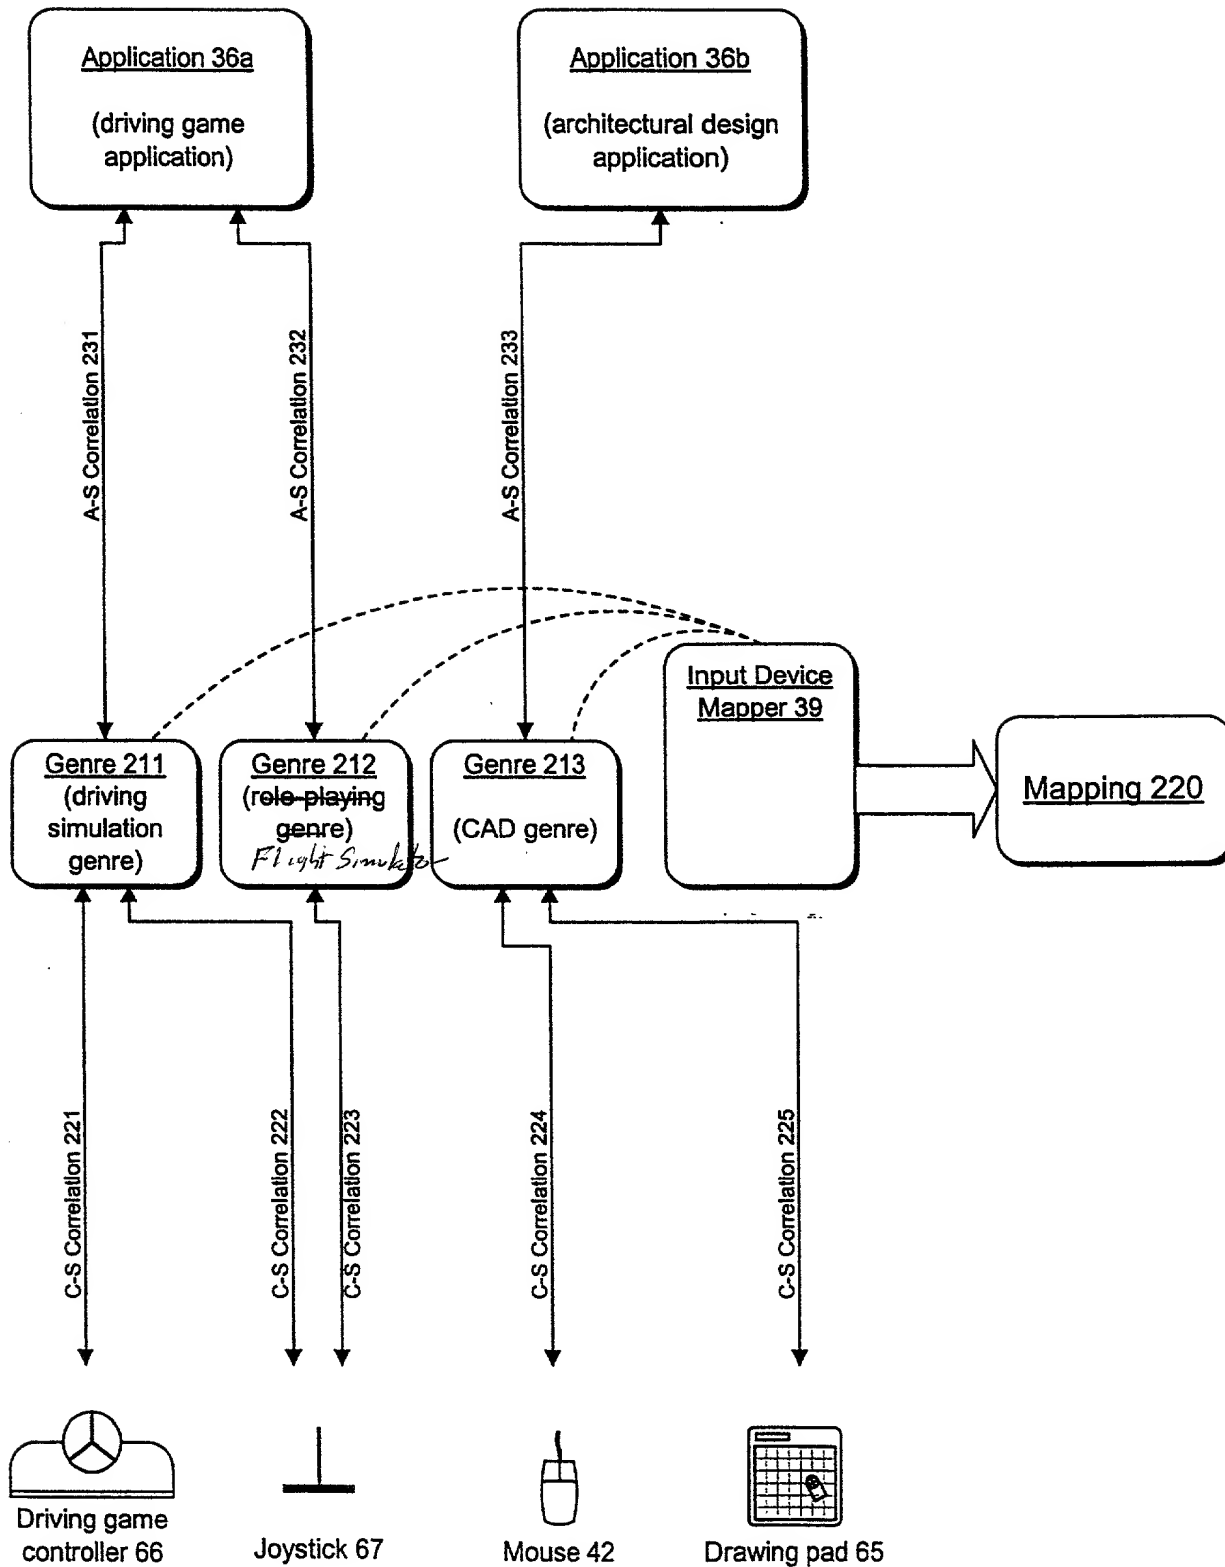 Application 36a
(driving game
application)
Application 36b
(architectural design
application)
A-S Correlation 231
A-S Correlation 232
A-S Correlation 233
Input Device
Mapper 39
Mapping 220
Genre 211
(driving
simulation
genre)
Genre 212
(role-playing
genre)
Flight Simulator
Genre 213
(CAD genre)
C-S Correlation 221
C-S Correlation 222
C-S Correlation 223
C-S Correlation 224
C-S Correlation 225
Driving game
controller 66
Joystick 67
Mouse 42
Drawing pad 65